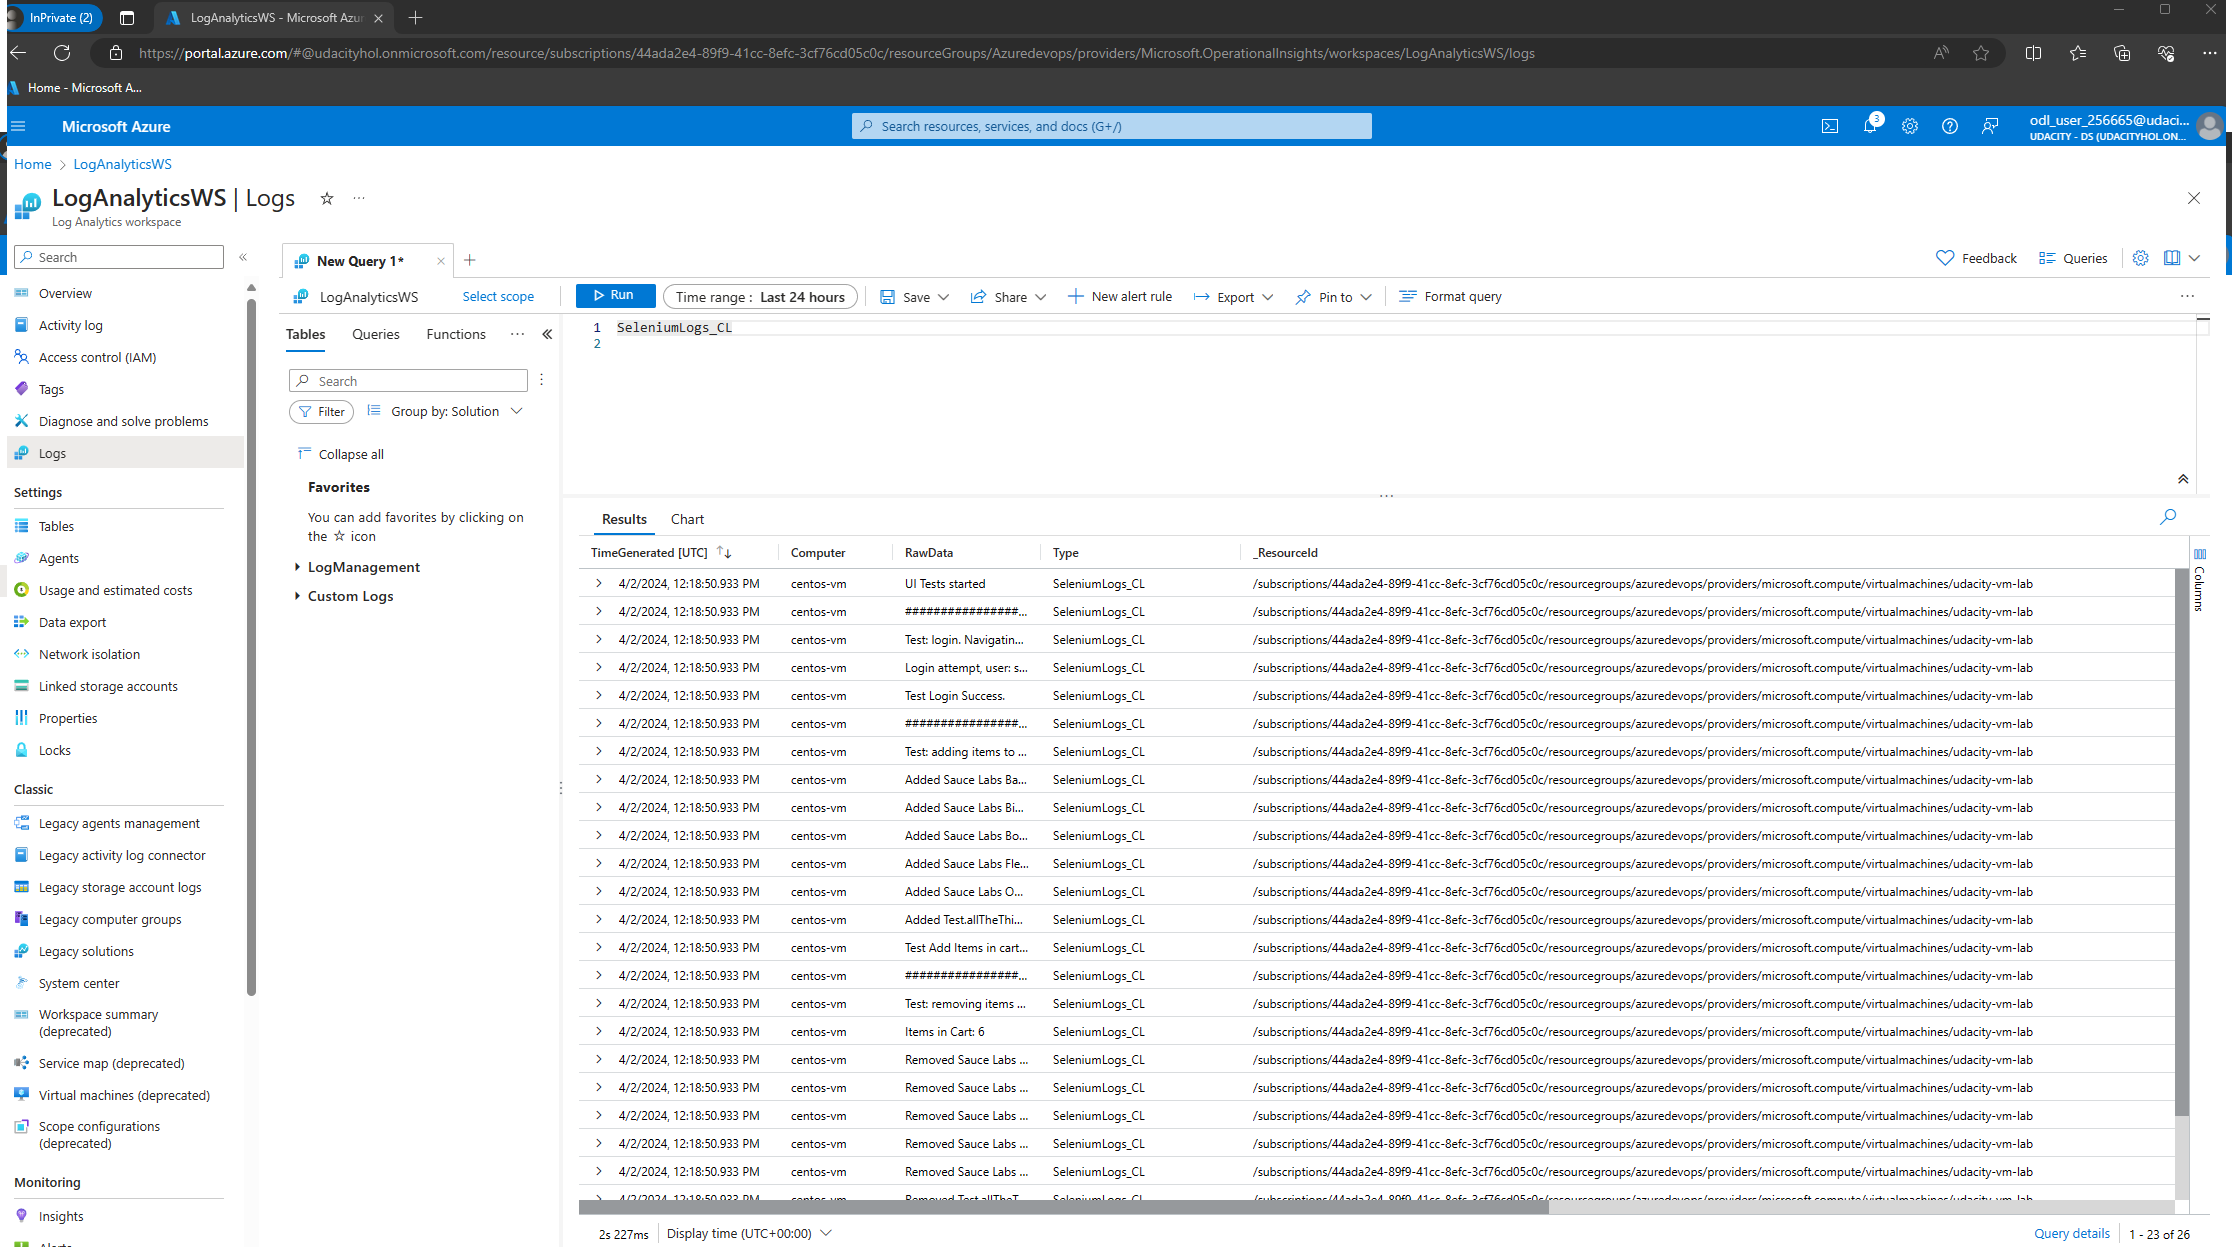 InPrivate (2)
LogAnalyticsWS - Microsoft Azur
https://portal.azure.com/#@udacityhol.onmicrosoft.com/resource/subscriptions/44ada2e4-89f9-41cc-8efc-3cf76cd05c0c/resourceGroups/Azuredevops/providers/Microsoft.OperationalInsights/workspaces/LogAnalyticsWS/logs
Home - Microsoft A...
Microsoft Azure
Search resources, services, and docs (G+/)
3
odl_user_256665@udaci...
UDACITY - DS (UDACITYHOL.ON...
Home > LogAnalyticsWS
LogAnalyticsWS | Logs
Log Analytics workspace
Search
Overview
Activity log
Access control (IAM)
Tags
Diagnose and solve problems
Logs
Settings
Tables
Agents
Usage and estimated costs
Data export
Network isolation
Linked storage accounts
Properties
Locks
Classic
Legacy agents management
Legacy activity log connector
Legacy storage account logs
Legacy computer groups
Legacy solutions
System center
Workspace summary
(deprecated)
Service map (deprecated)
Virtual machines (deprecated)
Scope configurations
(deprecated)
Monitoring
Insights
Alerts
New Query 1*
Feedback
Queries
LogAnalyticsWS Select scope
Run
Time range : Last 24 hours
Save
Share
New alert rule
Export
Pin to
Format query
Tables Queries Functions
Search
Filter
Group by: Solution
Collapse all
Favorites
You can add favorites by clicking on
the ☆ icon
LogManagement
Custom Logs
1 SeleniumLogs_CL
2
Results Chart
TimeGenerated [UTC] Computer RawData Type _ResourceId
4/2/2024, 12:18:50.933 PM centos-vm UI Tests started SeleniumLogs_CL /subscriptions/44ada2e4-89f9-41cc-8efc-3cf76cd05c0c/resourcegroups/azuredevops/providers/microsoft.compute/virtualmachines/udacity-vm-lab
4/2/2024, 12:18:50.933 PM centos-vm ################... SeleniumLogs_CL /subscriptions/44ada2e4-89f9-41cc-8efc-3cf76cd05c0c/resourcegroups/azuredevops/providers/microsoft.compute/virtualmachines/udacity-vm-lab
4/2/2024, 12:18:50.933 PM centos-vm Test: login. Navigatin... SeleniumLogs_CL /subscriptions/44ada2e4-89f9-41cc-8efc-3cf76cd05c0c/resourcegroups/azuredevops/providers/microsoft.compute/virtualmachines/udacity-vm-lab
4/2/2024, 12:18:50.933 PM centos-vm Login attempt, user: s... SeleniumLogs_CL /subscriptions/44ada2e4-89f9-41cc-8efc-3cf76cd05c0c/resourcegroups/azuredevops/providers/microsoft.compute/virtualmachines/udacity-vm-lab
4/2/2024, 12:18:50.933 PM centos-vm Test Login Success. SeleniumLogs_CL /subscriptions/44ada2e4-89f9-41cc-8efc-3cf76cd05c0c/resourcegroups/azuredevops/providers/microsoft.compute/virtualmachines/udacity-vm-lab
4/2/2024, 12:18:50.933 PM centos-vm ################... SeleniumLogs_CL /subscriptions/44ada2e4-89f9-41cc-8efc-3cf76cd05c0c/resourcegroups/azuredevops/providers/microsoft.compute/virtualmachines/udacity-vm-lab
4/2/2024, 12:18:50.933 PM centos-vm Test: adding items to ... SeleniumLogs_CL /subscriptions/44ada2e4-89f9-41cc-8efc-3cf76cd05c0c/resourcegroups/azuredevops/providers/microsoft.compute/virtualmachines/udacity-vm-lab
4/2/2024, 12:18:50.933 PM centos-vm Added Sauce Labs Ba... SeleniumLogs_CL /subscriptions/44ada2e4-89f9-41cc-8efc-3cf76cd05c0c/resourcegroups/azuredevops/providers/microsoft.compute/virtualmachines/udacity-vm-lab
4/2/2024, 12:18:50.933 PM centos-vm Added Sauce Labs Bi... SeleniumLogs_CL /subscriptions/44ada2e4-89f9-41cc-8efc-3cf76cd05c0c/resourcegroups/azuredevops/providers/microsoft.compute/virtualmachines/udacity-vm-lab
4/2/2024, 12:18:50.933 PM centos-vm Added Sauce Labs Bo... SeleniumLogs_CL /subscriptions/44ada2e4-89f9-41cc-8efc-3cf76cd05c0c/resourcegroups/azuredevops/providers/microsoft.compute/virtualmachines/udacity-vm-lab
4/2/2024, 12:18:50.933 PM centos-vm Added Sauce Labs Fle... SeleniumLogs_CL /subscriptions/44ada2e4-89f9-41cc-8efc-3cf76cd05c0c/resourcegroups/azuredevops/providers/microsoft.compute/virtualmachines/udacity-vm-lab
4/2/2024, 12:18:50.933 PM centos-vm Added Sauce Labs O... SeleniumLogs_CL /subscriptions/44ada2e4-89f9-41cc-8efc-3cf76cd05c0c/resourcegroups/azuredevops/providers/microsoft.compute/virtualmachines/udacity-vm-lab
4/2/2024, 12:18:50.933 PM centos-vm Added Test.allTheThi... SeleniumLogs_CL /subscriptions/44ada2e4-89f9-41cc-8efc-3cf76cd05c0c/resourcegroups/azuredevops/providers/microsoft.compute/virtualmachines/udacity-vm-lab
4/2/2024, 12:18:50.933 PM centos-vm Test Add Items in cart... SeleniumLogs_CL /subscriptions/44ada2e4-89f9-41cc-8efc-3cf76cd05c0c/resourcegroups/azuredevops/providers/microsoft.compute/virtualmachines/udacity-vm-lab
4/2/2024, 12:18:50.933 PM centos-vm ################... SeleniumLogs_CL /subscriptions/44ada2e4-89f9-41cc-8efc-3cf76cd05c0c/resourcegroups/azuredevops/providers/microsoft.compute/virtualmachines/udacity-vm-lab
4/2/2024, 12:18:50.933 PM centos-vm Test: removing items ... SeleniumLogs_CL /subscriptions/44ada2e4-89f9-41cc-8efc-3cf76cd05c0c/resourcegroups/azuredevops/providers/microsoft.compute/virtualmachines/udacity-vm-lab
4/2/2024, 12:18:50.933 PM centos-vm Items in Cart: 6 SeleniumLogs_CL /subscriptions/44ada2e4-89f9-41cc-8efc-3cf76cd05c0c/resourcegroups/azuredevops/providers/microsoft.compute/virtualmachines/udacity-vm-lab
4/2/2024, 12:18:50.933 PM centos-vm Removed Sauce Labs ... SeleniumLogs_CL /subscriptions/44ada2e4-89f9-41cc-8efc-3cf76cd05c0c/resourcegroups/azuredevops/providers/microsoft.compute/virtualmachines/udacity-vm-lab
4/2/2024, 12:18:50.933 PM centos-vm Removed Sauce Labs ... SeleniumLogs_CL /subscriptions/44ada2e4-89f9-41cc-8efc-3cf76cd05c0c/resourcegroups/azuredevops/providers/microsoft.compute/virtualmachines/udacity-vm-lab
4/2/2024, 12:18:50.933 PM centos-vm Removed Sauce Labs ... SeleniumLogs_CL /subscriptions/44ada2e4-89f9-41cc-8efc-3cf76cd05c0c/resourcegroups/azuredevops/providers/microsoft.compute/virtualmachines/udacity-vm-lab
4/2/2024, 12:18:50.933 PM centos-vm Removed Sauce Labs ... SeleniumLogs_CL /subscriptions/44ada2e4-89f9-41cc-8efc-3cf76cd05c0c/resourcegroups/azuredevops/providers/microsoft.compute/virtualmachines/udacity-vm-lab
4/2/2024, 12:18:50.933 PM centos-vm Removed Sauce Labs ... SeleniumLogs_CL /subscriptions/44ada2e4-89f9-41cc-8efc-3cf76cd05c0c/resourcegroups/azuredevops/providers/microsoft.compute/virtualmachines/udacity-vm-lab
4/2/2024, 12:18:50.933 PM centos-vm Removed Test.allTheT... SeleniumLogs_CL /subscriptions/44ada2e4-89f9-41cc-8efc-3cf76cd05c0c/resourcegroups/azuredevops/providers/microsoft.compute/virtualmachines/udacity-vm-lab
Columns
2s 227ms Display time (UTC+00:00)
Query details 1 - 23 of 26